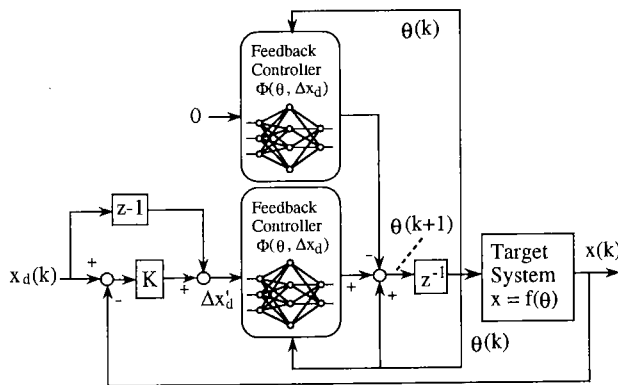 θ(k)
Feedback
Controller
Φ(θ, Δx_d)
0
Feedback
Controller
Φ(θ, Δx_d)
z-1
θ(k+1)
x_d(k)
+
-
K
+
Δx'_d
+
-
+
z⁻¹
Target
System
x = f(θ)
x(k)
θ(k)